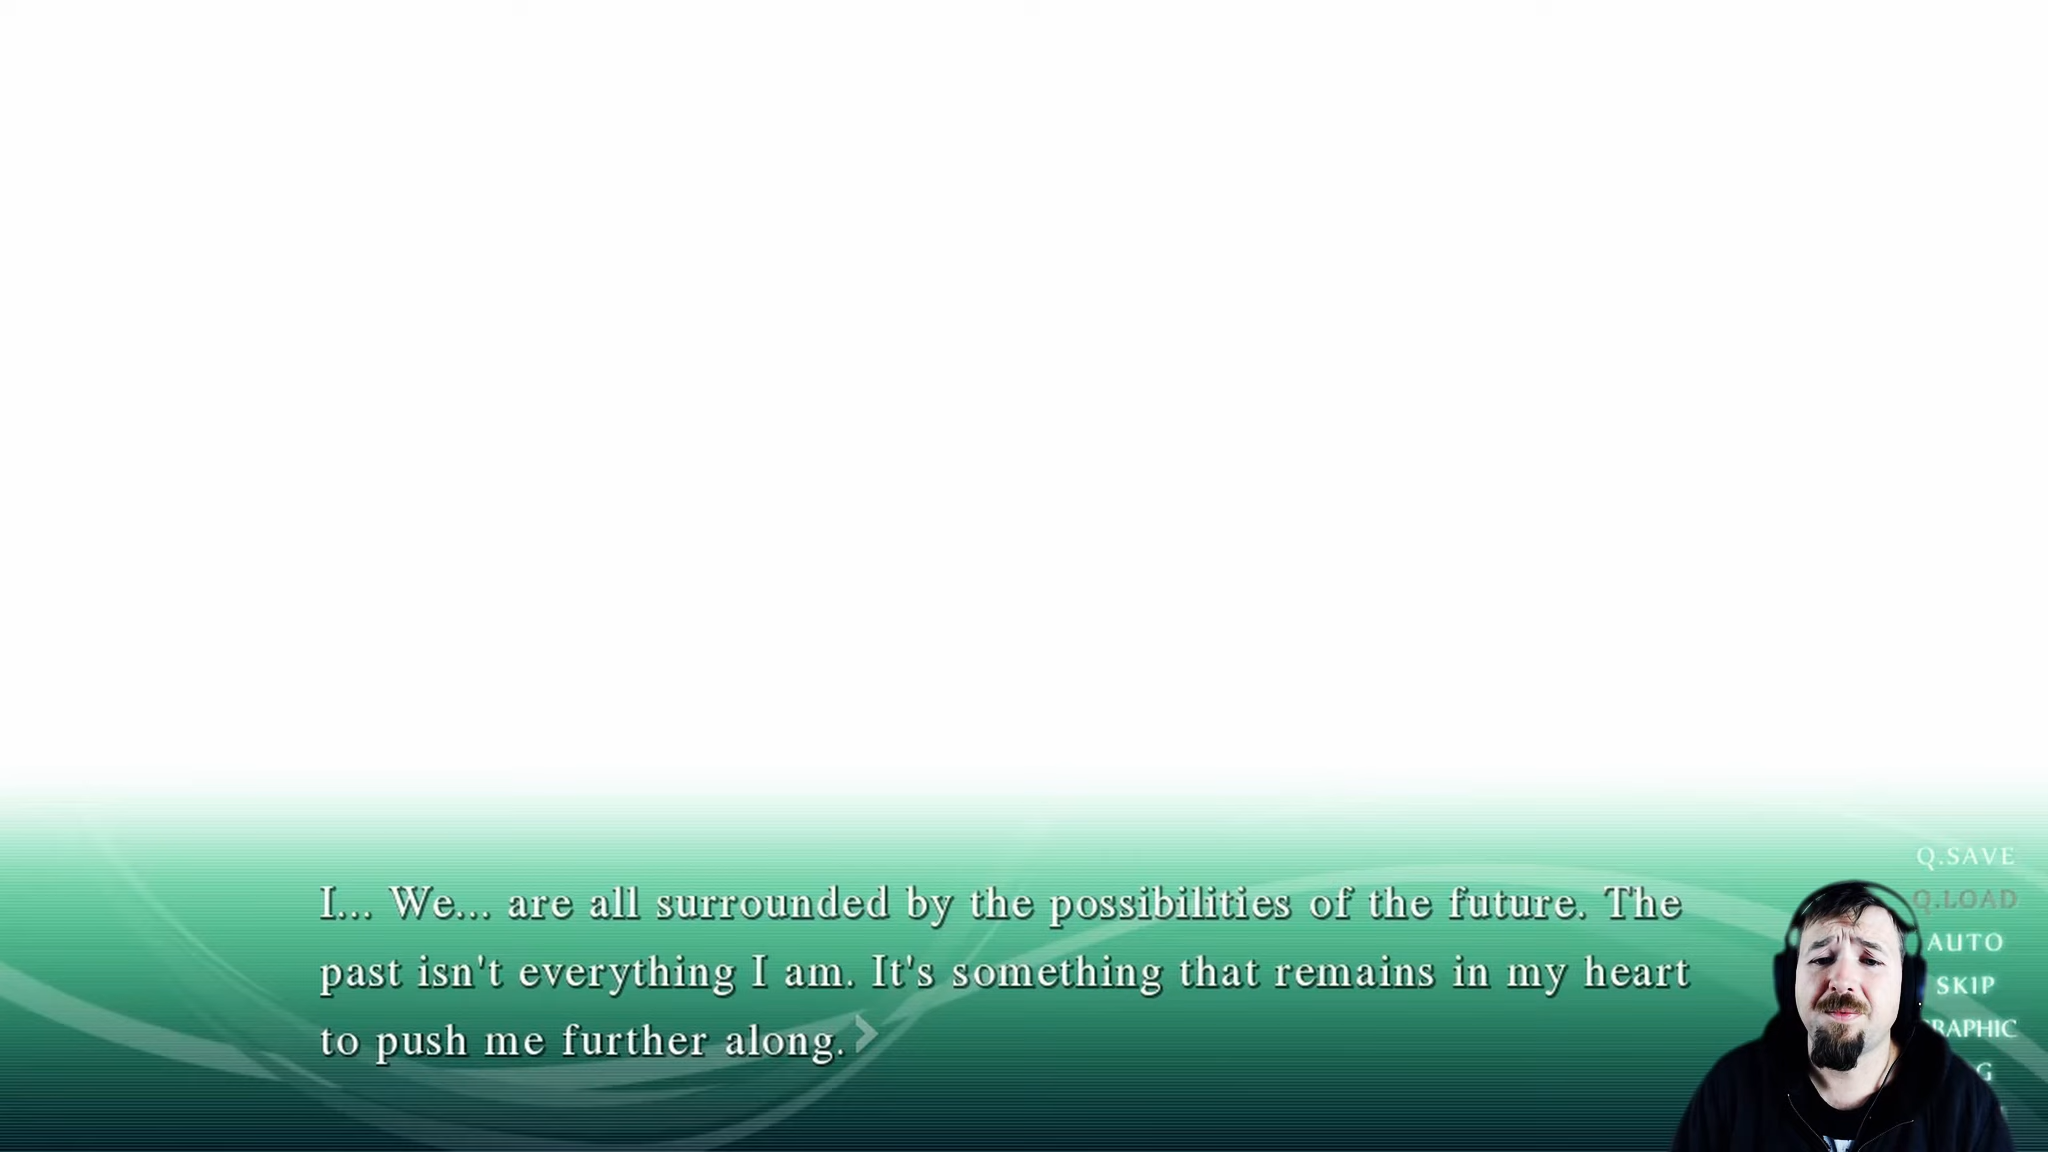 I... We... are all surrounded by the possibilities of the future. The
past isn't everything I am. It's something that remains in my heart
to push me further along.
Q.SAVE
Q.LOAD
AUTO
SKIP